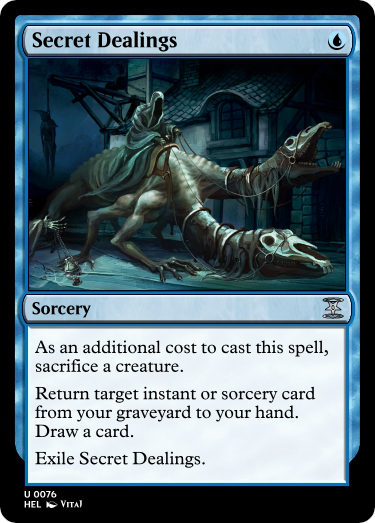 Secret Dealings
Sorcery
As an additional cost to cast this spell,
sacrifice a creature.
Return target instant or sorcery card
from your graveyard to your hand.
Draw a card.
Exile Secret Dealings.
U 0076
HEL VitaJ